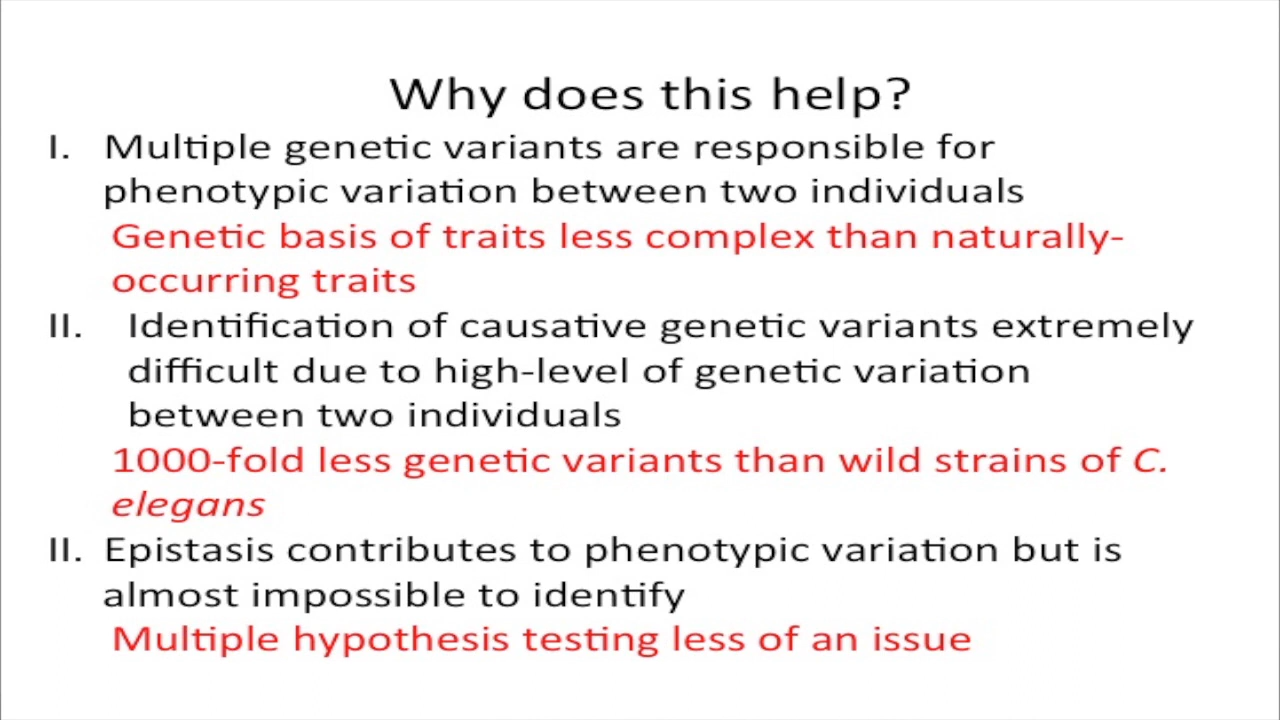 Why does this help?
I. Multiple genetic variants are responsible for
phenotypic variation between two individuals
Genetic basis of traits less complex than naturally-
occurring traits
II. Identification of causative genetic variants extremely
difficult due to high-level of genetic variation
between two individuals
1000-fold less genetic variants than wild strains of C.
elegans
II. Epistasis contributes to phenotypic variation but is
almost impossible to identify
Multiple hypothesis testing less of an issue